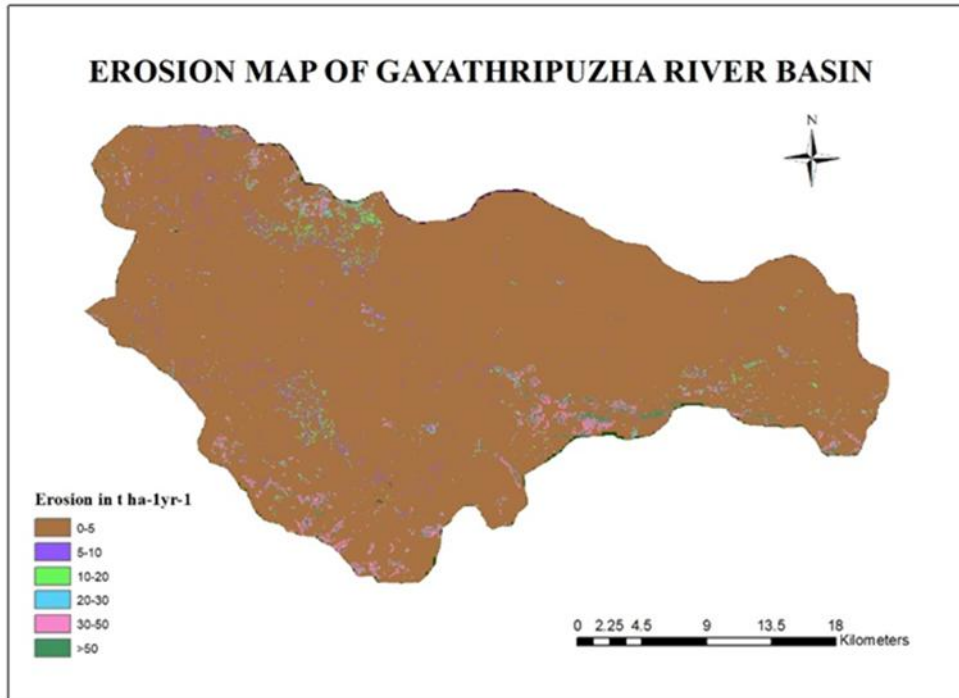 EROSION MAP OF GAYATHRIPUZHA RIVER BASIN
N
Erosion in t ha-1yr-1
0-5
5-10
10-20
20-30
30-50
>50
0 2.25 4.5 9 13.5 18
Kilometers